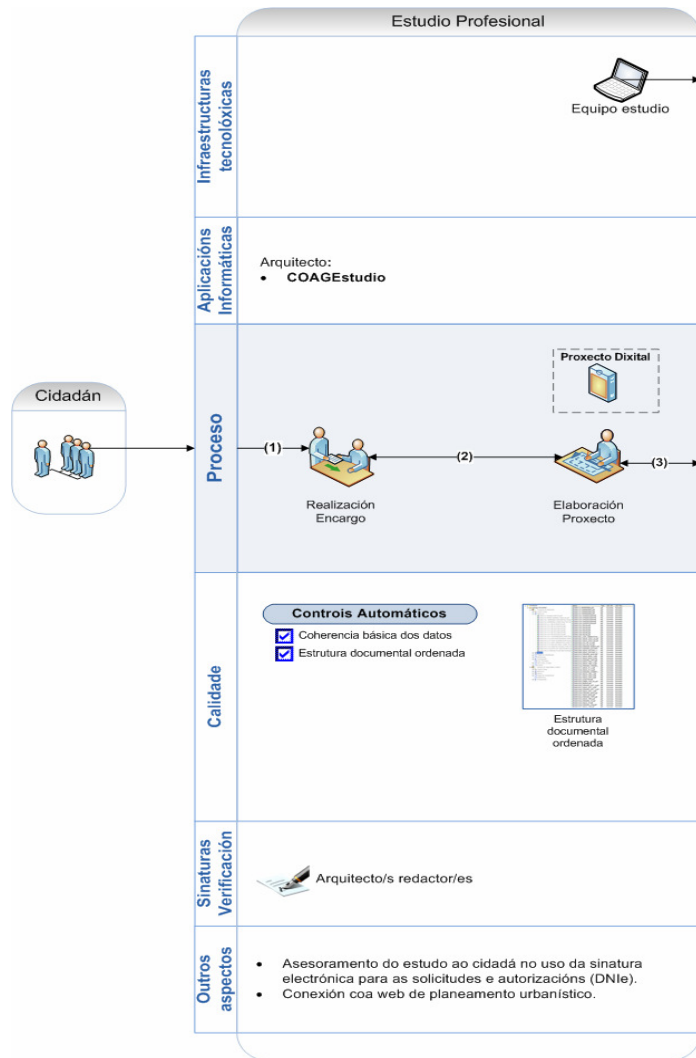 Estudio Profesional
Infraestructuras
tecnolóxicas
Equipo estudio
Aplicacións
Informáticas
Arquitecto:
• COAGEstudio
Cidadán
Proceso
Proxecto Dixital
(1)
(2)
(3)
Realización
Encargo
Elaboración
Proxecto
Calidade
Controis Automáticos
Coherencia básica dos datos
Estrutura documental ordenada
Estrutura
documental
ordenada
Sinaturas
Verificación
Arquitecto/s redactor/es
Outros
aspectos
• Asesoramento do estudo ao cidadá no uso da sinatura
electrónica para as solicitudes e autorizacións (DNIe).
• Conexión coa web de planeamento urbanístico.